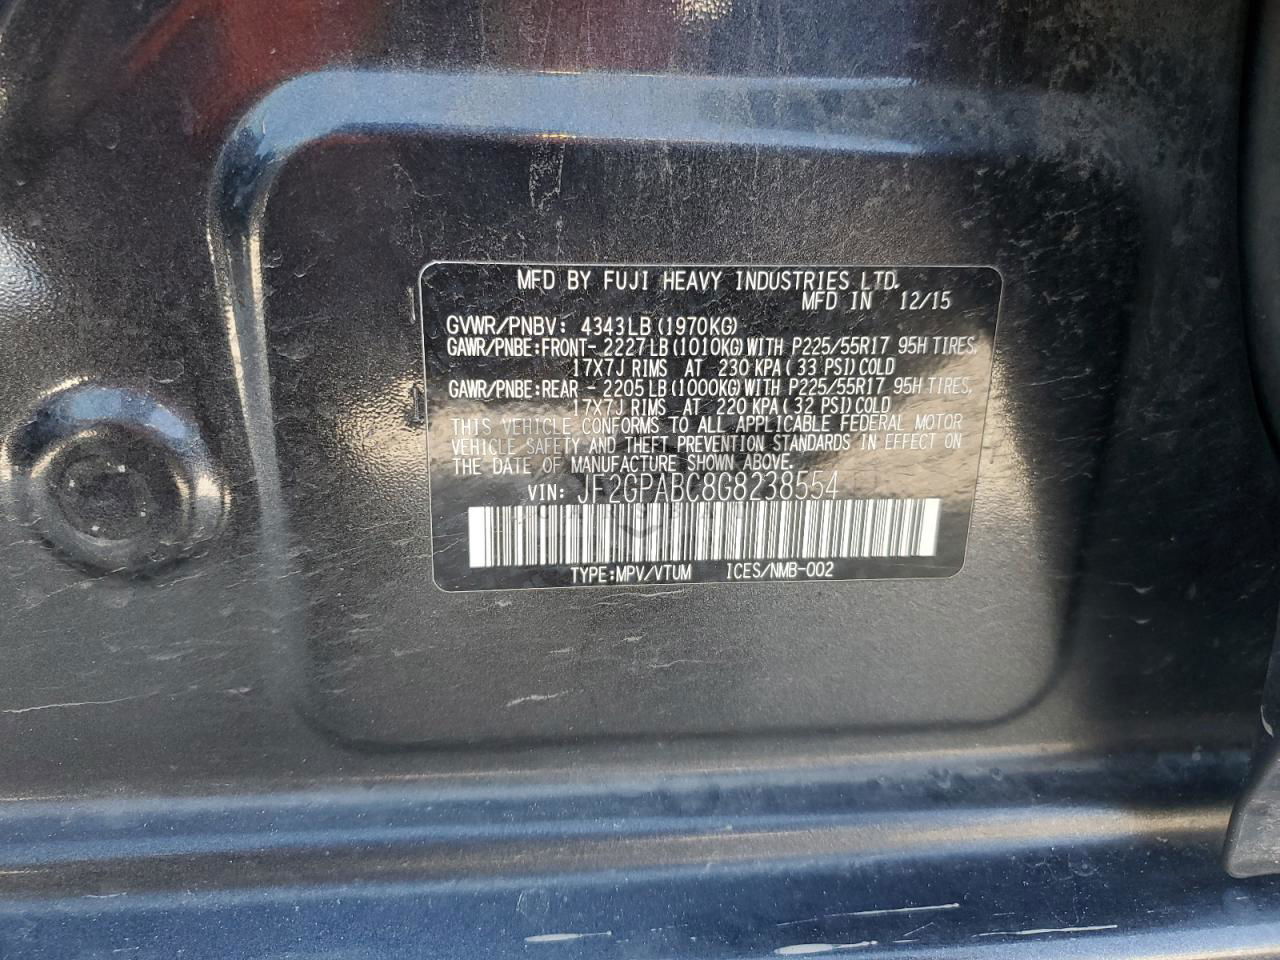 MFD BY FUJI HEAVY INDUSTRIES LTD.
MFD IN 12/15
GVWR/PNBV: 4343LB (1970KG)
GAWR/PNBE:FRONT- 2227LB (1010KG) WITH P225/55R17 95H TIRES,
17X7J RIMS AT 230 KPA ( 33 PSI) COLD
GAWR/PNBE:REAR - 2205LB (1000KG) WITH P225/55R17 95H TIRES,
17X7J RIMS AT 220 KPA ( 32 PSI) COLD
THIS VEHICLE CONFORMS TO ALL APPLICABLE FEDERAL MOTOR
VEHICLE SAFETY AND THEFT PREVENTION STANDARDS IN EFFECT ON
THE DATE OF MANUFACTURE SHOWN ABOVE.
VIN: JF2GPABC8G8238554
TYPE:MPV/VTUM ICES/NMB-002